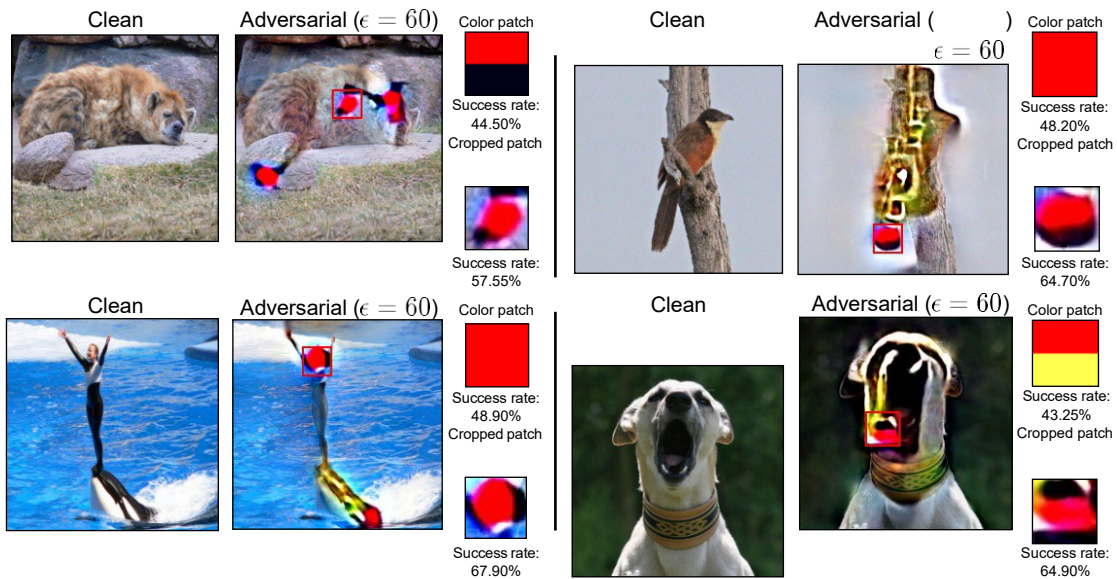 Clean
Adversarial (ϵ = 60)
Color patch
Success rate:
44.50%
Cropped patch
Success rate:
57.55%
Clean
Adversarial ( )
ϵ = 60
Color patch
Success rate:
48.20%
Cropped patch
Success rate:
64.70%
Clean
Adversarial (ϵ = 60)
Color patch
Success rate:
48.90%
Cropped patch
Success rate:
67.90%
Clean
Adversarial (ϵ = 60)
Color patch
Success rate:
43.25%
Cropped patch
Success rate:
64.90%